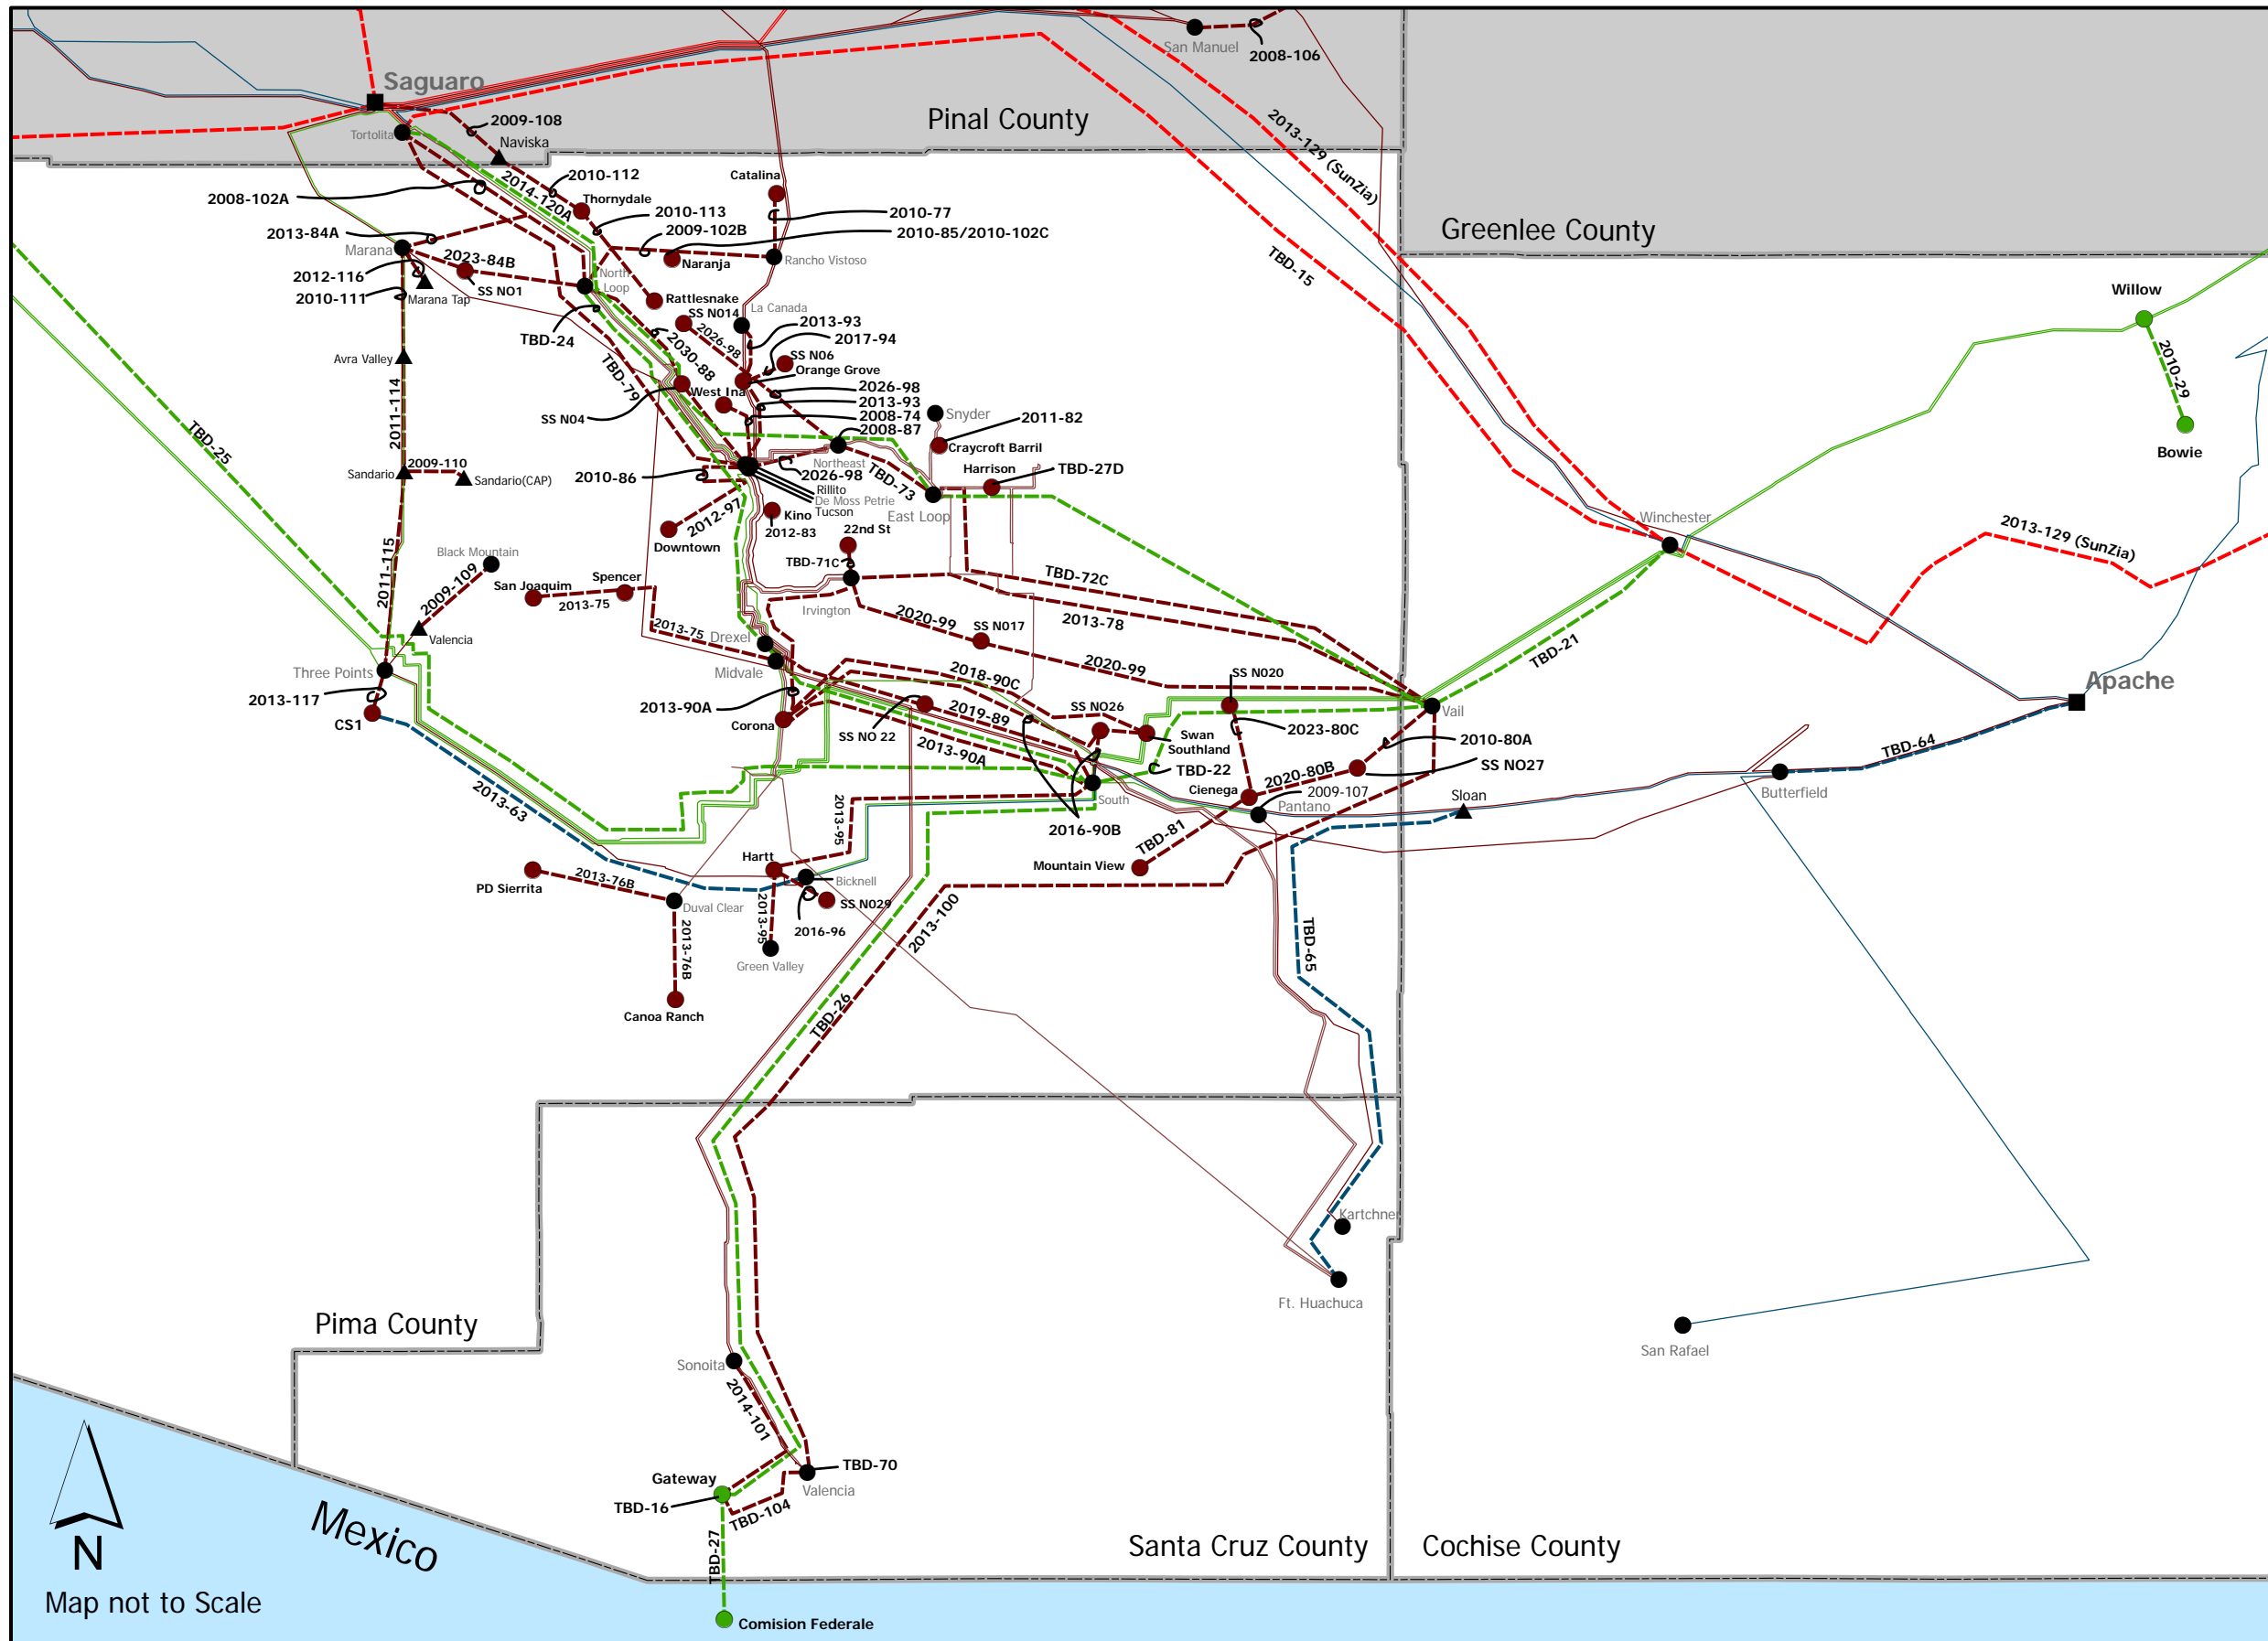 San Manuel
2008-106
Saguaro
Pinal County
2009-108
Tortolita
Naviska
2013-129 (SunZia)
2010-112
Catalina
2014-120A
Thornydale
2008-102A
2010-113
2010-77
2009-102B
2013-84A
2010-85/2010-102C
Greenlee County
Marana
2023-84B
Naranja
Rancho Vistoso
TBD-15
2012-116
North
Loop
SS NO1
2010-111
Marana Tap
Rattlesnake
Willow
La Canada
SS N014
2013-93
TBD-24
2026-98
2017-94
2030-88
Avra Valley
SS N06
Orange Grove
TBD-79
2010-29
West Ina
2026-98
2013-93
2011-114
SS N04
2008-74
Snyder
2011-82
2008-87
TBD-25
Craycroft Barril
Bowie
Northeast
2009-110
Harrison
TBD-27D
Sandario
Sandario(CAP)
2010-86
2026-98
TBD-73
Rillito
De Moss Petrie
Tucson
2012-97
Kino
East Loop
Winchester
2012-83
22nd St
2013-129 (SunZia)
Downtown
Black Mountain
TBD-71C
2011-115
2009-109
San Joaquim
Spencer
TBD-72C
2013-75
Irvington
2020-99
2013-78
SS N017
Valencia
2013-75
Drexel
TBD-21
Three Points
Midvale
2018-90C
2020-99
SS N020
Apache
2013-117
2013-90A
SS NO26
CS1
Corona
2019-89
Vail
SS NO 22
2023-80C
Swan
Southland
2010-80A
2013-90A
TBD-22
TBD-64
2020-80B
SS NO27
2013-63
Cienega
Sloan
Butterfield
South
2009-107
Pantano
2013-95
2016-90B
TBD-81
Hartt
Mountain View
2013-76B
Bicknell
PD Sierrita
SS N029
Duval Clear
2013-95
2013-100
2016-96
TBD-65
2013-76B
Green Valley
TBD-26
Canoa Ranch
Kartchner
Ft. Huachuca
Pima County
San Rafael
Sonoita
2014-101
TBD-70
Gateway
Valencia
TBD-16
TBD-104
Mexico
TBD-27
Santa Cruz County
Cochise County
N
Map not to Scale
Comision Federale